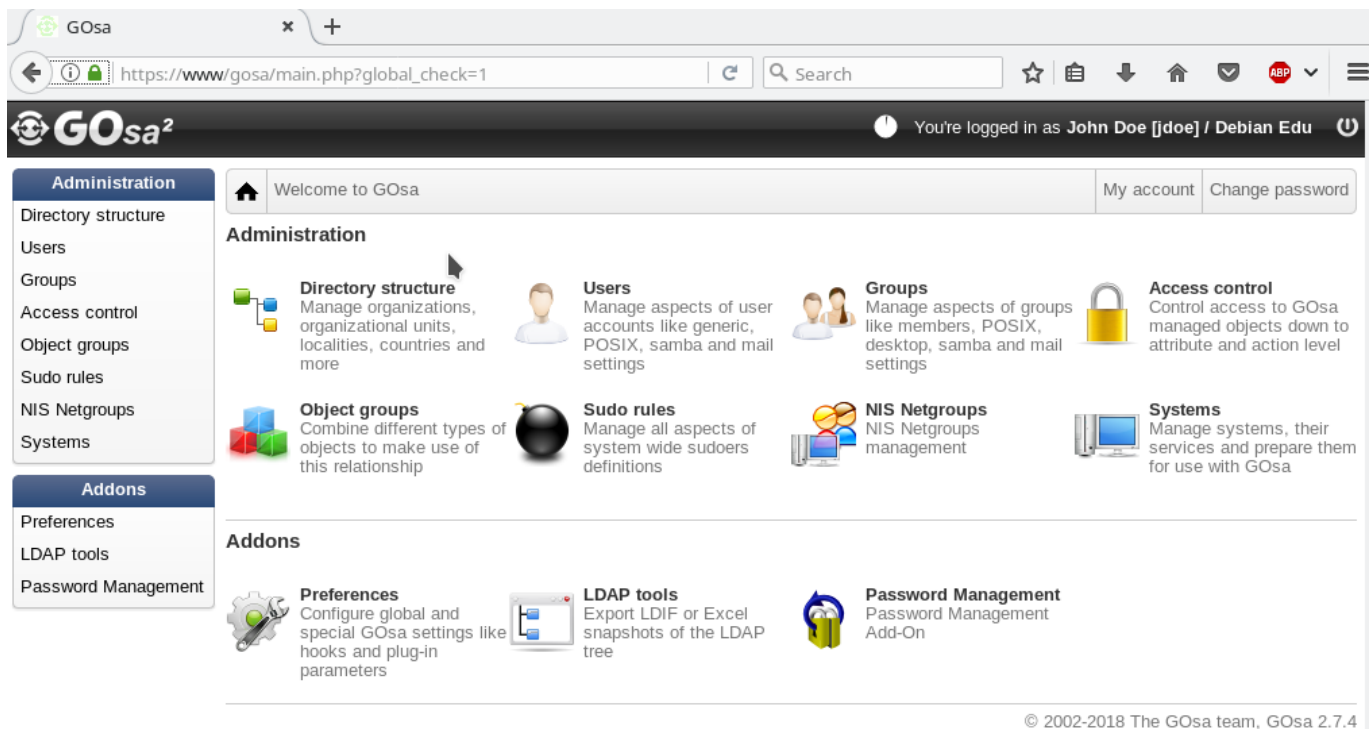 GOsa
https://www/gosa/main.php?global_check=1
Search
ABP
GOsa²
You're logged in as John Doe [jdoe] / Debian Edu
Administration
Directory structure
Users
Groups
Access control
Object groups
Sudo rules
NIS Netgroups
Systems
Addons
Preferences
LDAP tools
Password Management
Welcome to GOsa
My account
Change password
Administration
Directory structure
Manage organizations,
organizational units,
localities, countries and
more
Users
Manage aspects of user
accounts like generic,
POSIX, samba and mail
settings
Groups
Manage aspects of groups
like members, POSIX,
desktop, samba and mail
settings
Access control
Control access to GOsa
managed objects down to
attribute and action level
Object groups
Combine different types of
objects to make use of
this relationship
Sudo rules
Manage all aspects of
system wide sudoers
definitions
NIS Netgroups
NIS Netgroups
management
Systems
Manage systems, their
services and prepare them
for use with GOsa
Addons
Preferences
Configure global and
special GOsa settings like
hooks and plug-in
parameters
LDAP tools
Export LDIF or Excel
snapshots of the LDAP
tree
Password Management
Password Management
Add-On
© 2002-2018 The GOsa team, GOsa 2.7.4